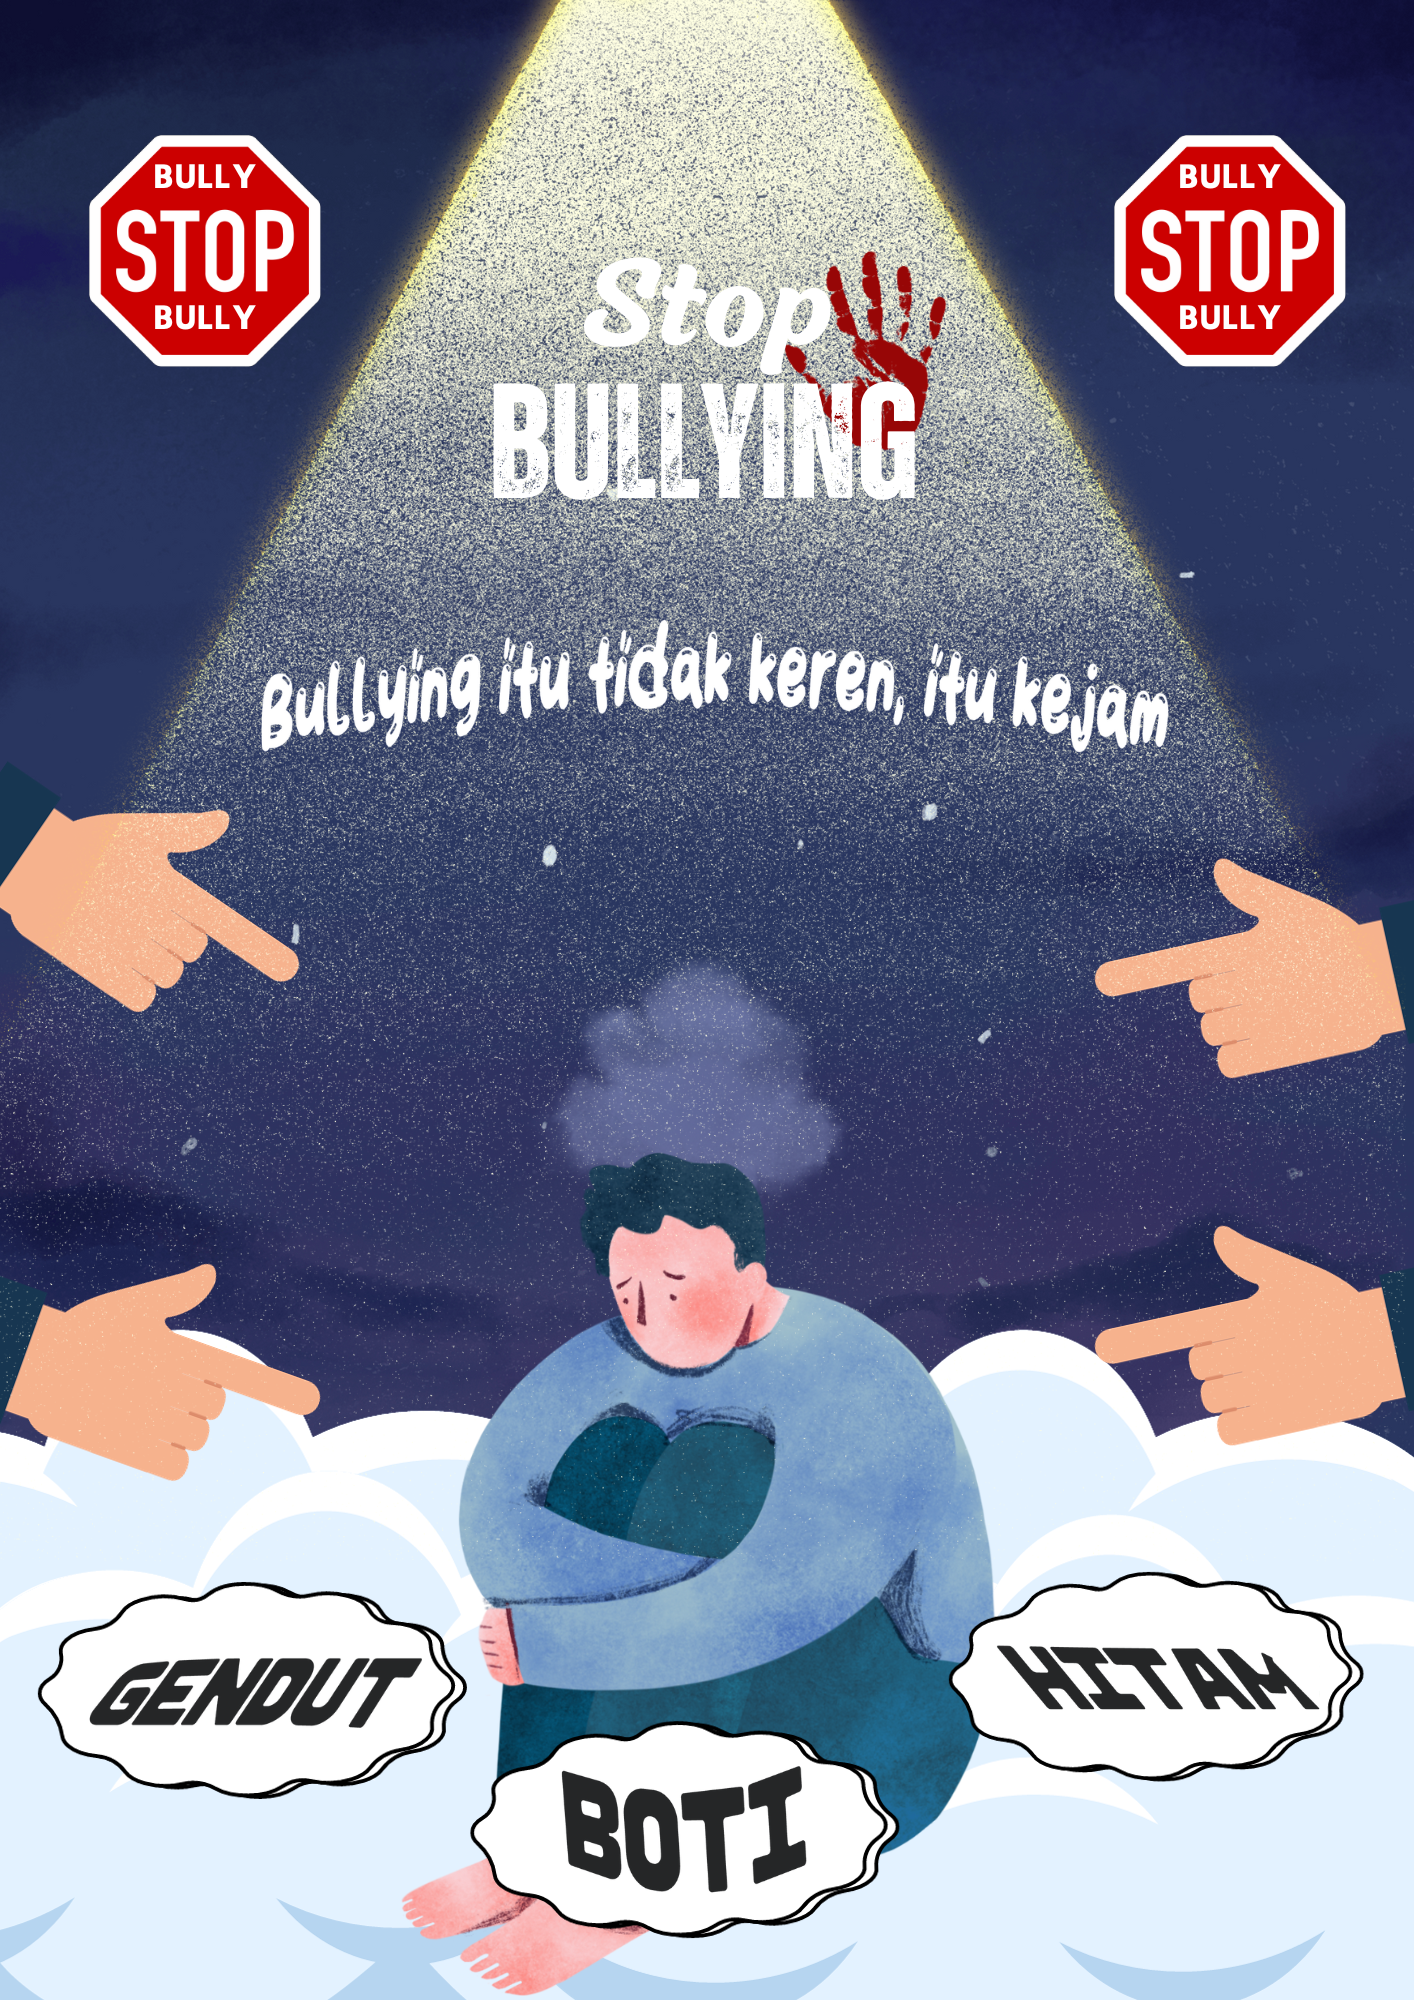 BULLY
STOP
BULLY
BULLY
STOP
BULLY
Stop
BULLYING
Bullying itu tidak keren, itu kejam
GENDUT
HITAM
BOTI